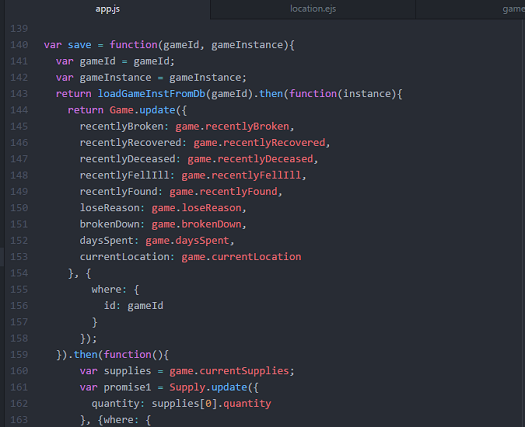 app.js location.ejs game
139
140 var save = function(gameId, gameInstance){
141 var gameId = gameId;
142 var gameInstance = gameInstance;
143 return loadGameInstFromDb(gameId).then(function(instance){
144 return Game.update({
145 recentlyBroken: game.recentlyBroken,
146 recentlyRecovered: game.recentlyRecovered,
147 recentlyDeceased: game.recentlyDeceased,
148 recentlyFellIll: game.recentlyFellIll,
149 recentlyFound: game.recentlyFound,
150 loseReason: game.loseReason,
151 brokenDown: game.brokenDown,
152 daysSpent: game.daysSpent,
153 currentLocation: game.currentLocation
154 }, {
155 where: {
156 id: gameId
157 }
158 });
159 }).then(function(){
160 var supplies = game.currentSupplies;
161 var promise1 = Supply.update({
162 quantity: supplies[0].quantity
163 }, {where: {